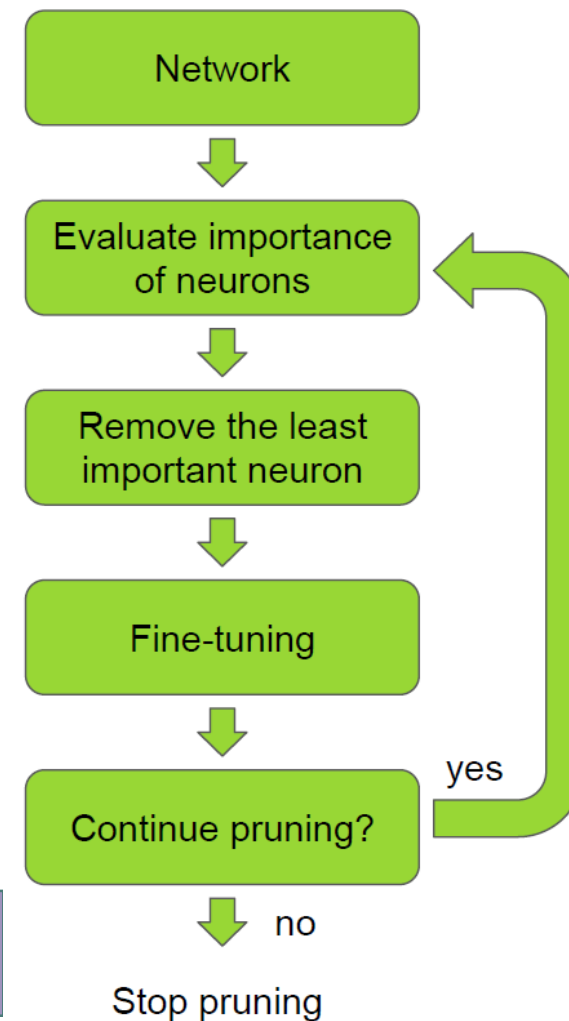 Network
Evaluate importance
of neurons
Remove the least
important neuron
Fine-tuning
yes
Continue pruning?
no
Stop pruning